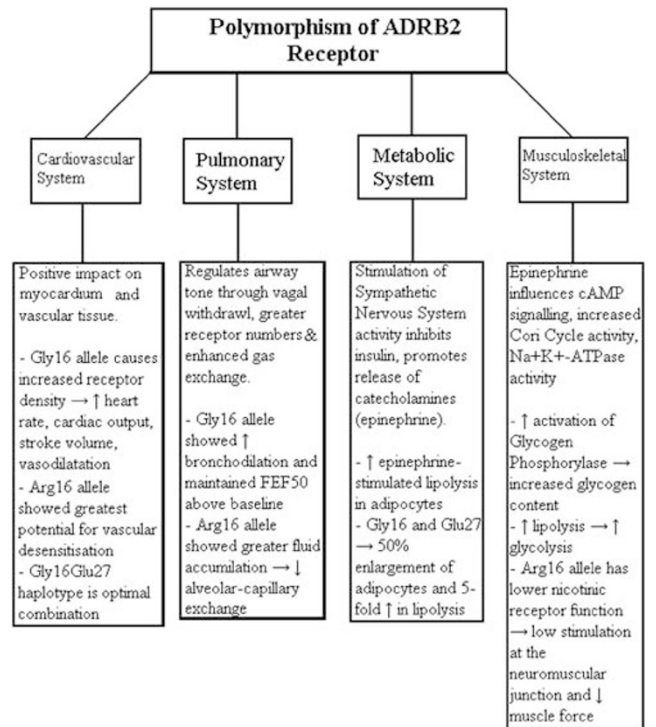 Polymorphism of ADRB2
Receptor
Cardiovascular
System
Pulmonary
System
Metabolic
System
Musculoskeletal
System
Positive impact on
myocardium and
vascular tissue.
- Gly16 allele causes
increased receptor
density → ↑ heart
rate, cardiac output,
stroke volume,
vasodilatation
- Arg16 allele
showed greatest
potential for vascular
desensitisation
- Gly16Glu27
haplotype is optimal
combination
Regulates airway
tone through vagal
withdrawl, greater
receptor numbers &
enhanced gas
exchange.
- Gly16 allele
showed ↑
bronchodilation and
maintained FEF50
above baseline
- Arg16 allele
showed greater fluid
accumilation → ↓
alveolar-capillary
exchange
Stimulation of
Sympathetic
Nervous System
activity inhibits
insulin, promotes
release of
catecholamines
(epinephrine).
- ↑ epinephrine-
stimulated lipolysis
in adipocytes
- Gly16 and Glu27
→ 50%
enlargement of
adipocytes and 5-
fold ↑ in lipolysis
Epinephrine
influences cAMP
signalling, increased
Cori Cycle activity,
Na+K+-ATPase
activity
- ↑ activation of
Glycogen
Phosphorylase →
increased glycogen
content
- ↑ lipolysis → ↑
glycolysis
- Arg16 allele has
lower nicotinic
receptor function
→ low stimulation
at the
neuromuscular
junction and ↓
muscle force